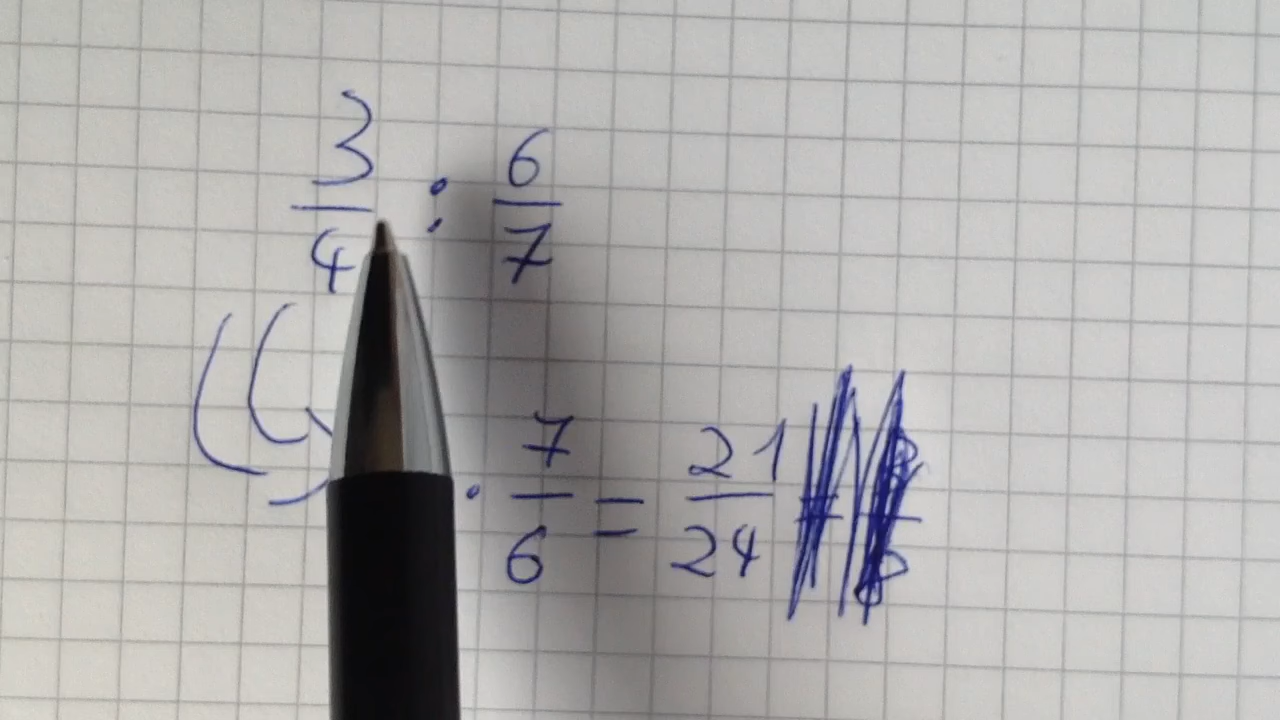 3/4 : 6/7
· 7/6 = 21/24